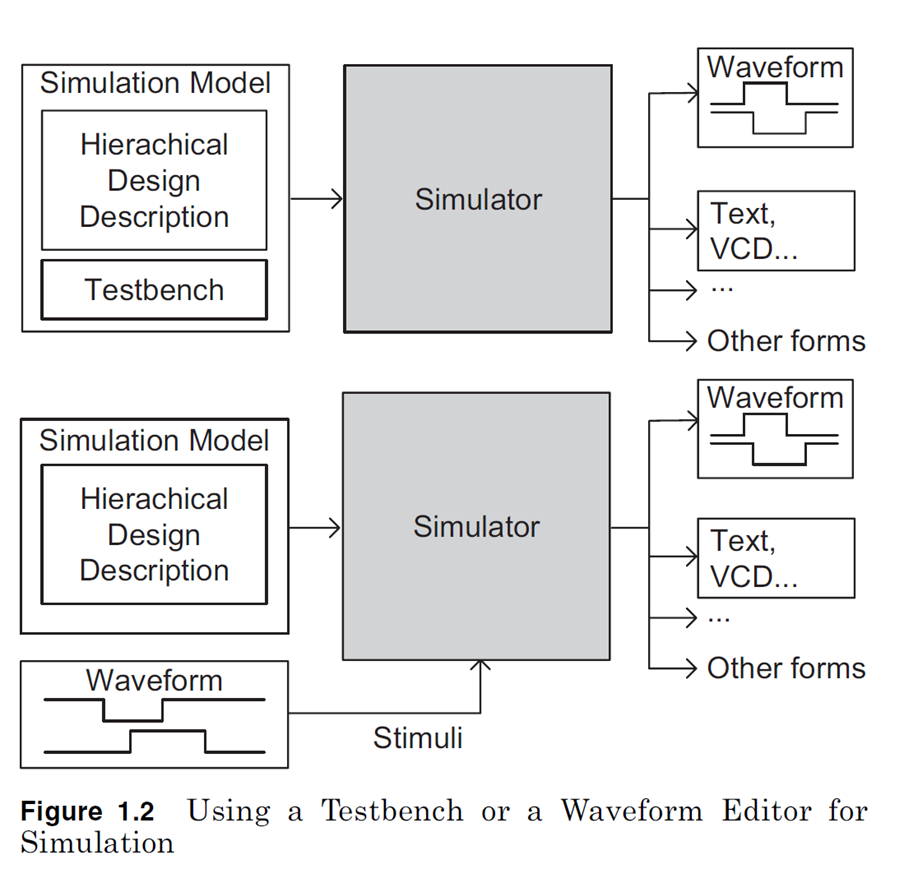 Simulation Model
Hierachical
Design
Description
Testbench
Simulator
Waveform
Text,
VCD...
...
Other forms
Simulation Model
Hierachical
Design
Description
Waveform
Stimuli
Simulator
Waveform
Text,
VCD...
...
Other forms
Figure 1.2 Using a Testbench or a Waveform Editor for
Simulation